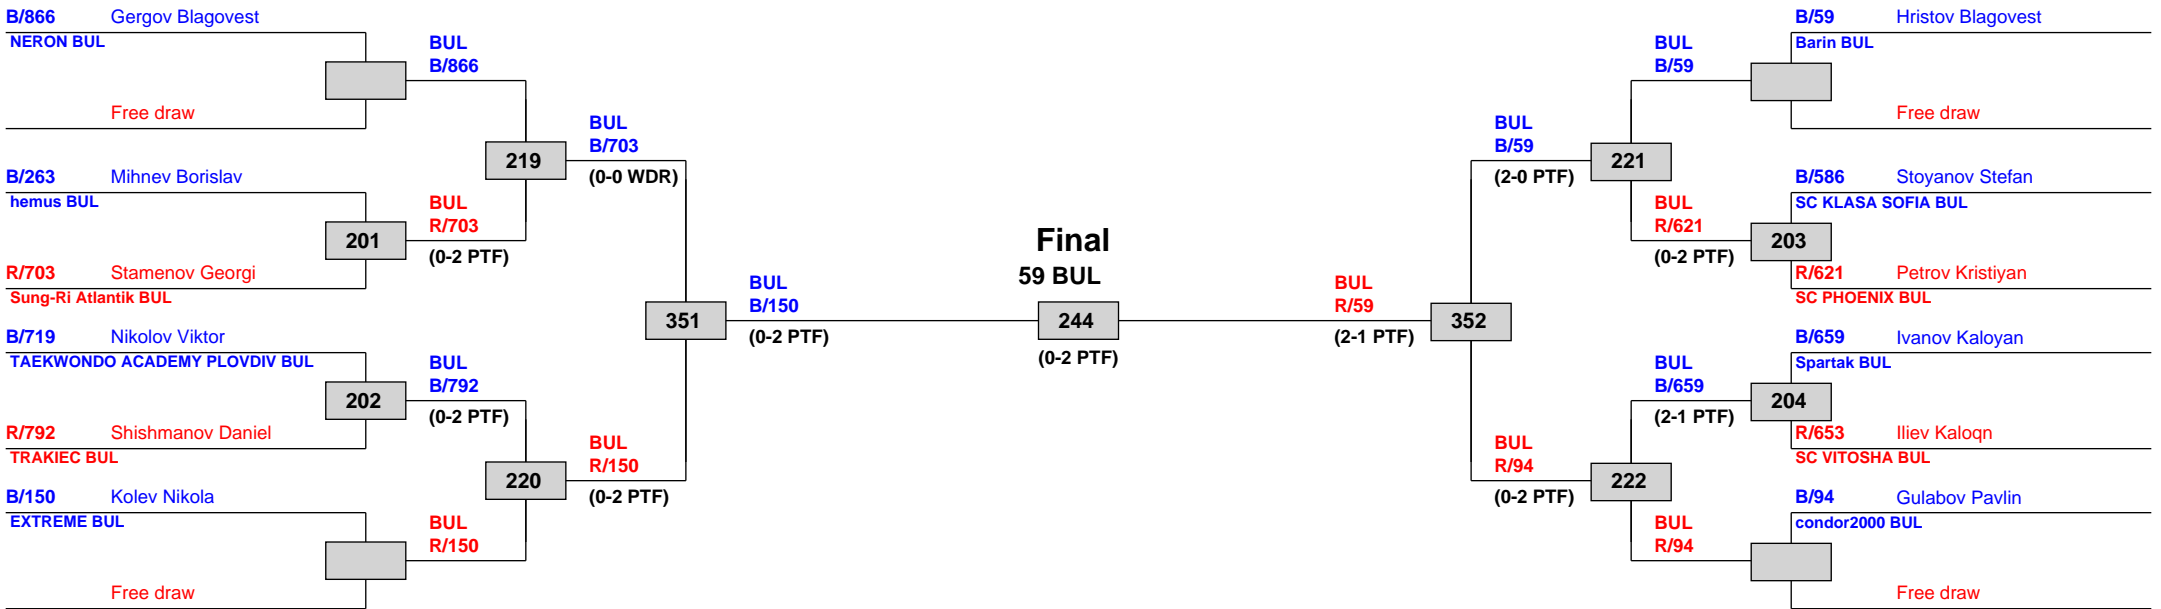 B/866 Gergov Blagovest
NERON BUL
Free draw
BUL
B/866
B/263 Mihnev Borislav
hemus BUL
201
R/703 Stamenov Georgi
Sung-Ri Atlantik BUL
BUL
R/703
(0-2 PTF)
219
BUL
B/703
(0-0 WDR)
B/719 Nikolov Viktor
TAEKWONDO ACADEMY PLOVDIV BUL
202
R/792 Shishmanov Daniel
TRAKIEC BUL
BUL
B/792
(0-2 PTF)
B/150 Kolev Nikola
EXTREME BUL
Free draw
BUL
R/150
220
BUL
R/150
(0-2 PTF)
351
BUL
B/150
(0-2 PTF)
Final
59 BUL
244
(0-2 PTF)
BUL
R/59
(2-1 PTF)
352
BUL
B/59
(2-0 PTF)
221
BUL
B/59
B/59 Hristov Blagovest
Barin BUL
Free draw
BUL
R/621
(0-2 PTF)
203
B/586 Stoyanov Stefan
SC KLASA SOFIA BUL
R/621 Petrov Kristiyan
SC PHOENIX BUL
BUL
R/94
(0-2 PTF)
222
BUL
B/659
(2-1 PTF)
204
B/659 Ivanov Kaloyan
Spartak BUL
R/653 Iliev Kaloqn
SC VITOSHA BUL
BUL
R/94
B/94 Gulabov Pavlin
condor2000 BUL
Free draw